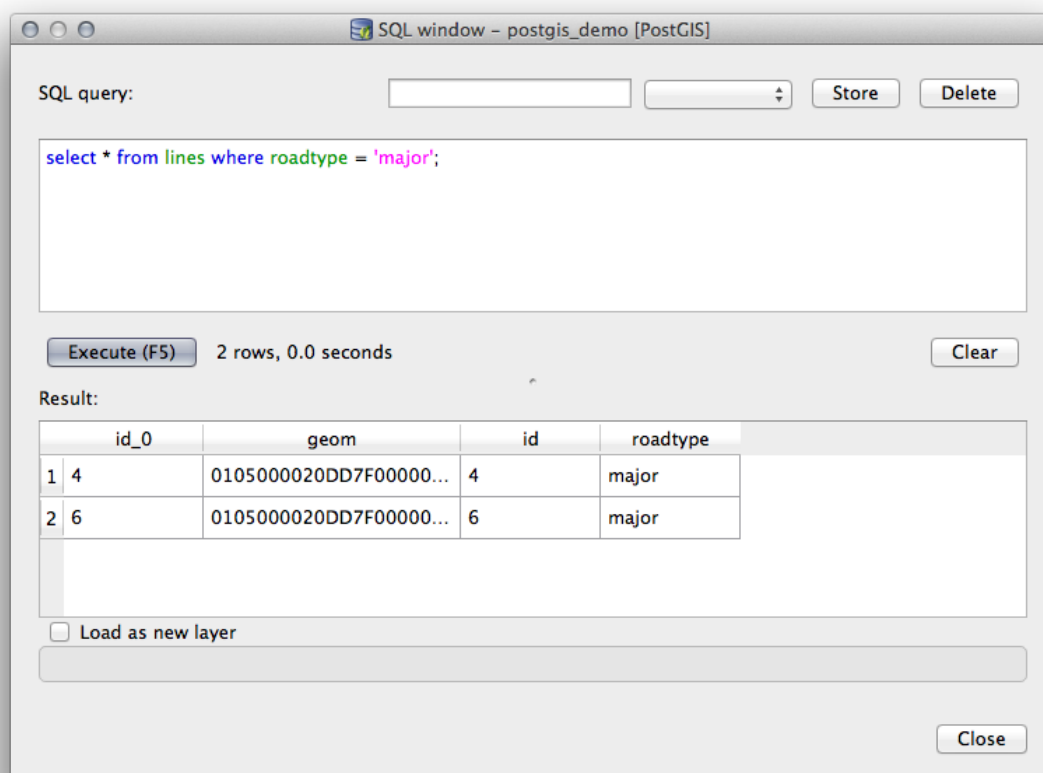 SQL window – postgis_demo [PostGIS]
SQL query:
Store
Delete
select * from lines where roadtype = 'major';
Execute (F5)
2 rows, 0.0 seconds
Clear
Result:
id_0 geom id roadtype
1 4 0105000020DD7F00000... 4 major
2 6 0105000020DD7F00000... 6 major
Load as new layer
Close